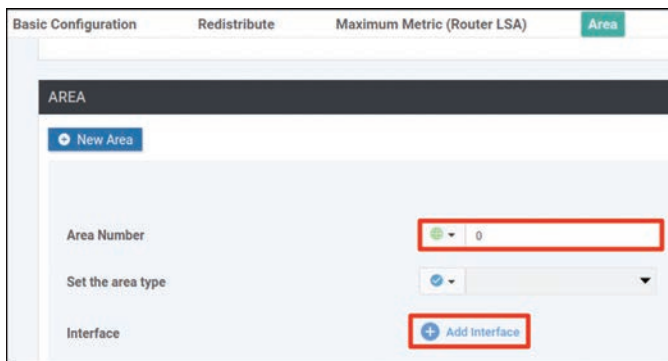 Basic Configuration Redistribute Maximum Metric (Router LSA) Area
AREA
New Area
Area Number 0
Set the area type
Interface Add Interface